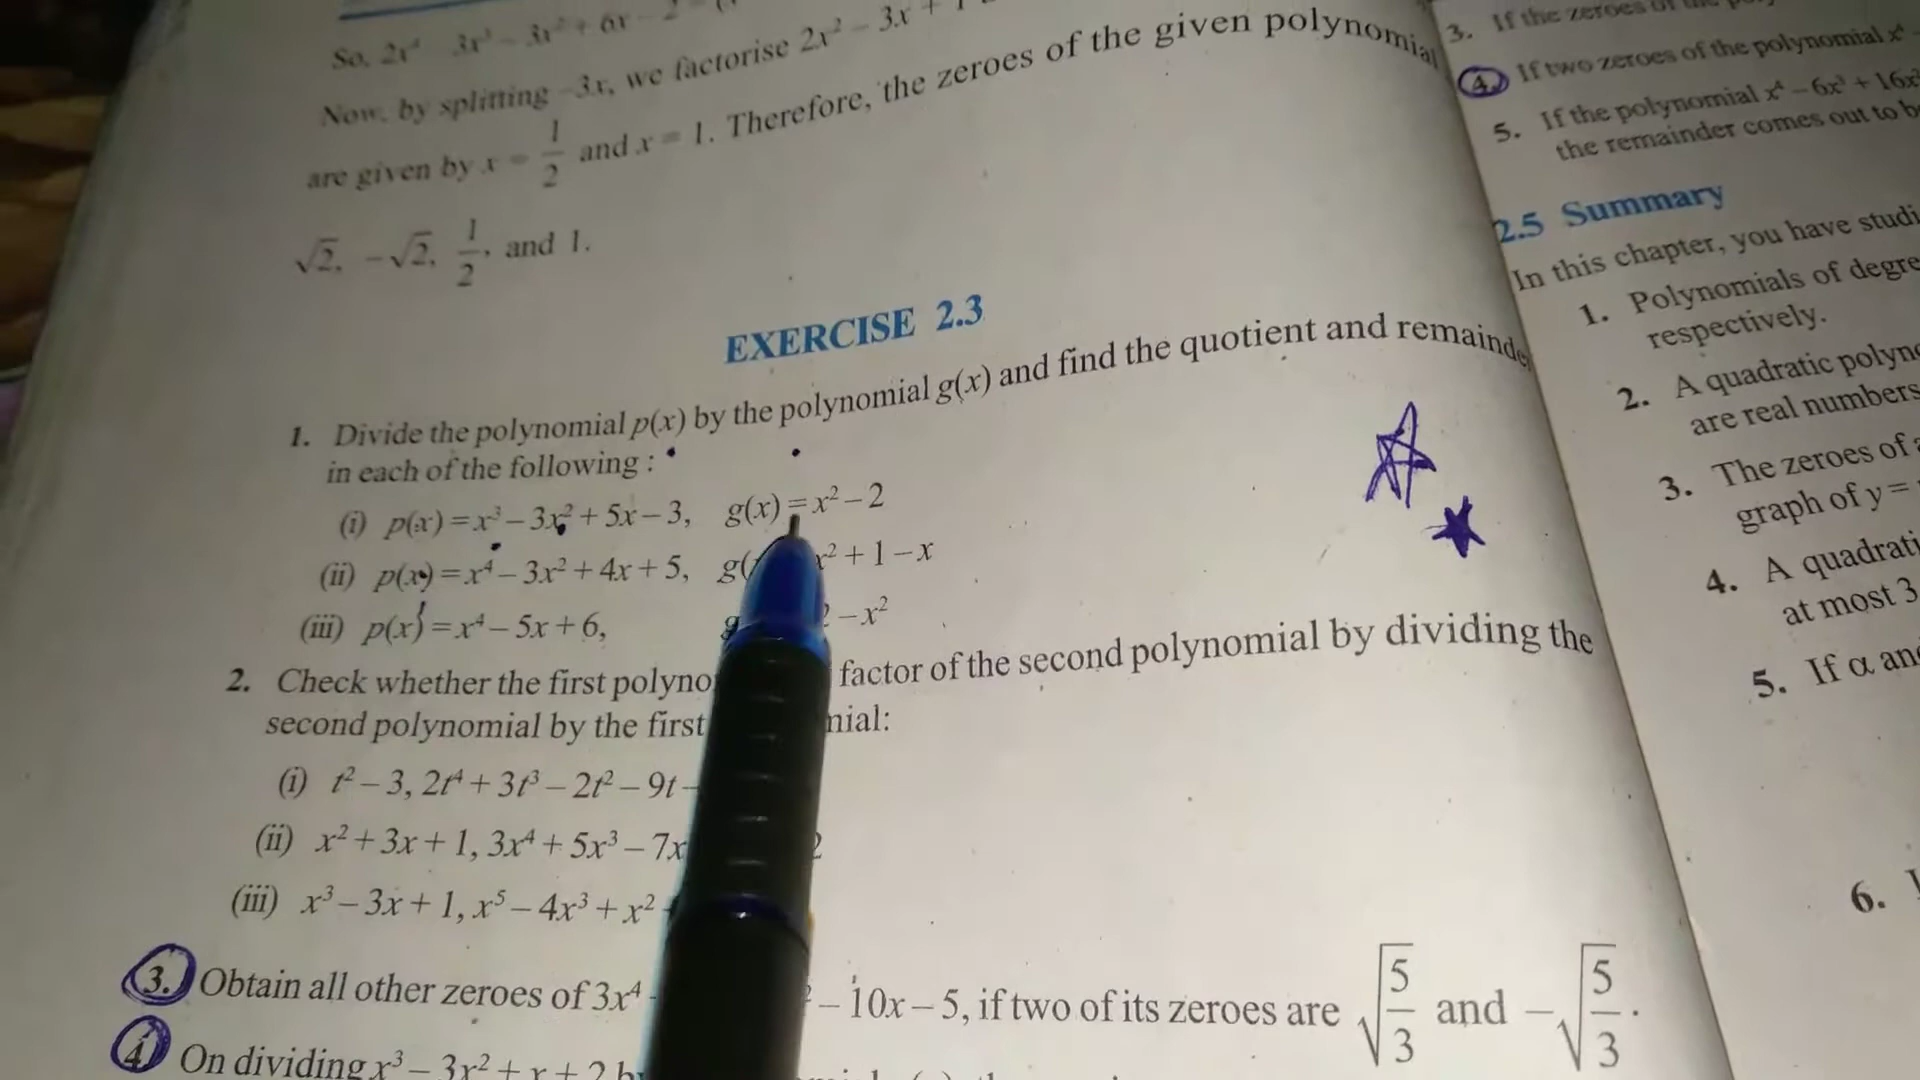 So, 2x⁴ 3x³ – 3x² + 6x – 2
Now, by splitting –3x, we factorise 2x² – 3x + 1
are given by x = 1/2 and x = 1. Therefore, the zeroes of the given polynomial
√2, –√2, 1/2, and 1.
EXERCISE 2.3
1. Divide the polynomial p(x) by the polynomial g(x) and find the quotient and remainder
in each of the following :
(i) p(x) = x³ – 3x² + 5x – 3, g(x) = x² – 2
(ii) p(x) = x⁴ – 3x² + 4x + 5, g( x² + 1 – x
(iii) p(x) = x⁴ – 5x + 6, – x²
2. Check whether the first factor of the second polynomial by dividing the
second polynomial by the first
(i) t² – 3, 2t⁴ + 3t³ – 2t² – 9t –
(ii) x² + 3x + 1, 3x⁴ + 5x³ – 7x
(iii) x³ – 3x + 1, x⁵ – 4x³ + x²
3. Obtain all other zeroes of 3x⁴ – 10x – 5, if two of its zeroes are √5/3 and –√5/3.
4. On dividing x³ – 3x² + x + 2
3. If the zeroes of
4. If two zeroes of the polynomial x⁴
5. If the polynomial x⁴ – 6x³ + 16x²
the remainder comes out to
2.5 Summary
In this chapter, you have
1. Polynomials of
respectively.
2. A quadratic
are real numbers
3. The zeroes of
graph of y =
4. A
at most 3
5. If α
6.